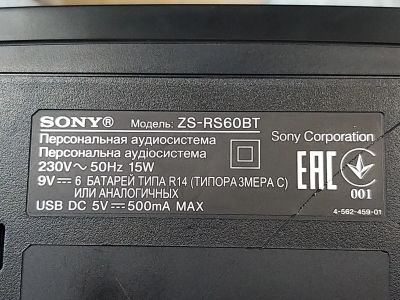 SONY® Модель: ZS-RS60BT
Персональная аудиосистема
Персональна аудіосистема
Sony Corporation
230V ~ 50Hz 15W
9V ⎓ 6 БАТАРЕЙ ТИПА R14 (ТИПОРАЗМЕРА С)
ИЛИ АНАЛОГИЧНЫХ
USB DC 5V ⎓ 500mA MAX
EAC
001
4-562-459-01